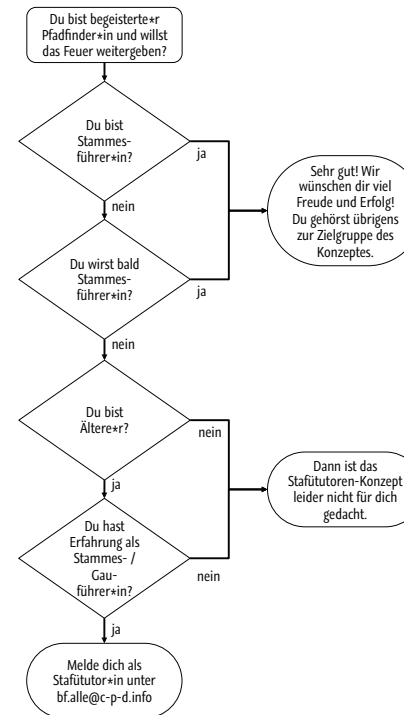 Du bist begeisterte*r
Pfadfinder*in und willst
das Feuer weitergeben?
Du bist
Stammes-
führer*in?
ja
nein
Sehr gut! Wir
wünschen dir viel
Freude und Erfolg!
Du gehörst übrigens
zur Zielgruppe des
Konzeptes.
Du wirst bald
Stammes-
führer*in?
ja
nein
Du bist
Ältere*r?
nein
ja
Dann ist das
Stafütutoren-Konzept
leider nicht für dich
gedacht.
Du hast
Erfahrung als
Stammes- /
Gau-
führer*in?
nein
ja
Melde dich als
Stafütutor*in unter
bf.alle@c-p-d.info